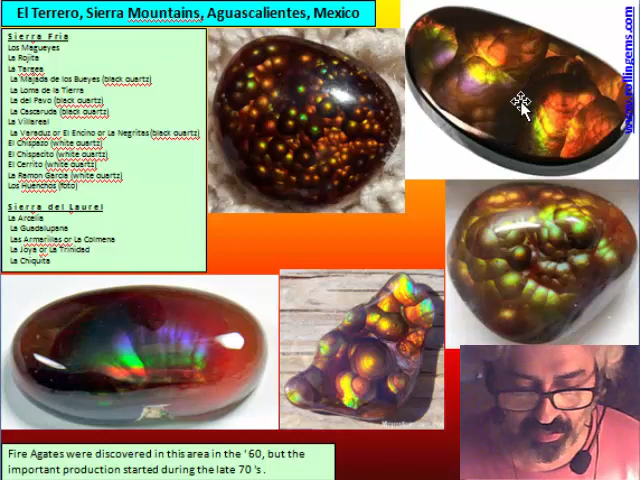 El Terrero, Sierra Mountains, Aguascalientes, Mexico
Sierra Fria
Los Magueyes
La Rojita
La Targea
La Majada de los Bueyes (black quartz)
La Loma de la Tierra
La del Pavo (black quartz)
La Cascaruda (black quartz)
La Villareal
La Varaduz or El Encino or La Negritas (black quartz)
El Chispazo (white quartz)
El Chispacito (white quartz)
El Cerrito (white quartz)
La Ramon Garcia (white quartz)
Los Huenchos (foto)
Sierra del Laurel
La Arcelia
La Guadalupana
Las Armarillas or La Colmena
La Joya or La Trinidad
La Chiquita
Fire Agates were discovered in this area in the '60, but the
important production started during the late 70's.